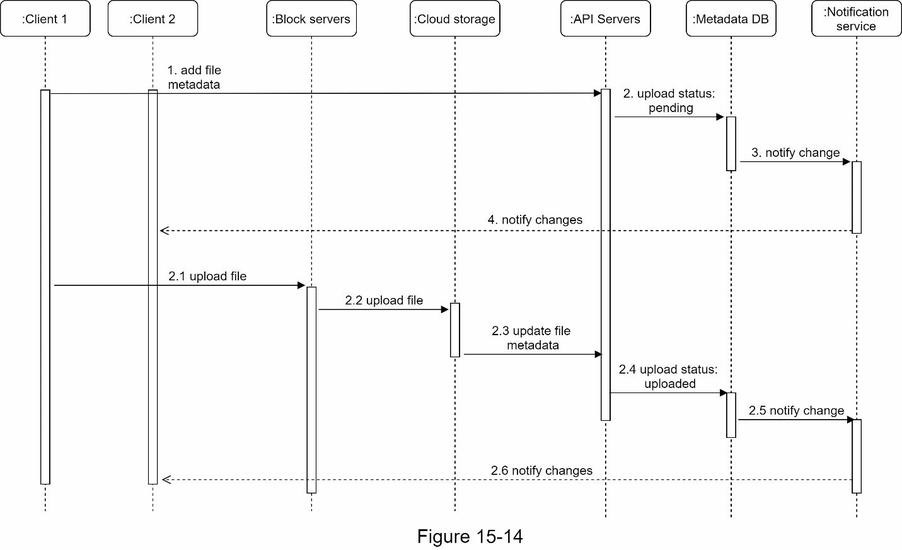 :Client 1
:Client 2
:Block servers
:Cloud storage
:API Servers
:Metadata DB
:Notification
service
1. add file
metadata
2. upload status:
pending
3. notify change
4. notify changes
2.1 upload file
2.2 upload file
2.3 update file
metadata
2.4 upload status:
uploaded
2.5 notify change
2.6 notify changes
Figure 15-14